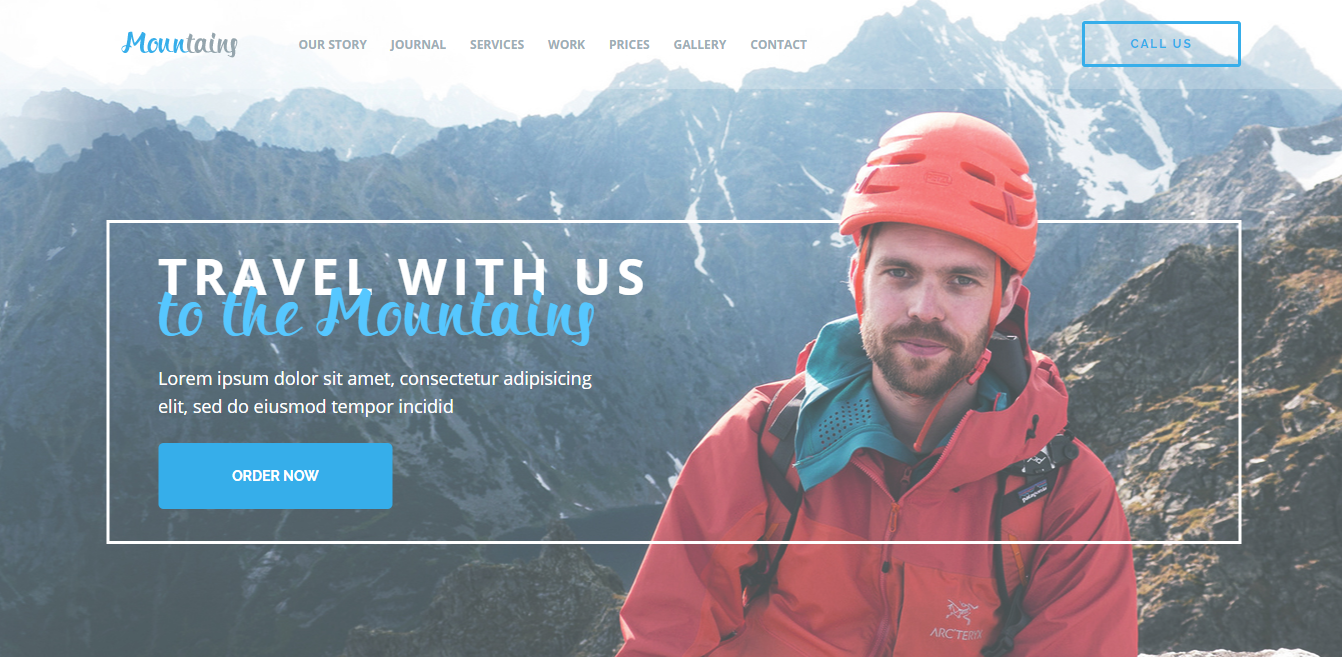 Mountains
OUR STORY JOURNAL SERVICES WORK PRICES GALLERY CONTACT
CALL US
TRAVEL WITH US
to the Mountains
Lorem ipsum dolor sit amet, consectetur adipisicing
elit, sed do eiusmod tempor incidid
ORDER NOW
patagonia
ARC'TERYX